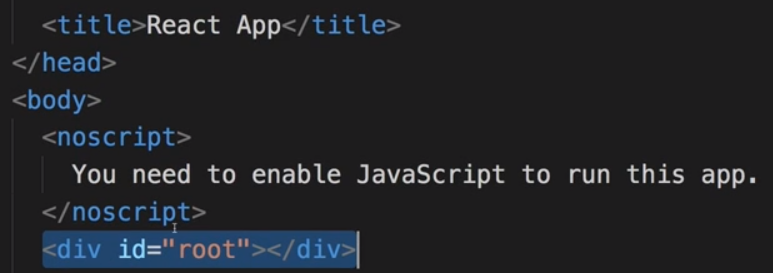 <title>React App</title>
</head>
<body>
<noscript>
You need to enable JavaScript to run this app.
</noscript>
<div id="root"></div>